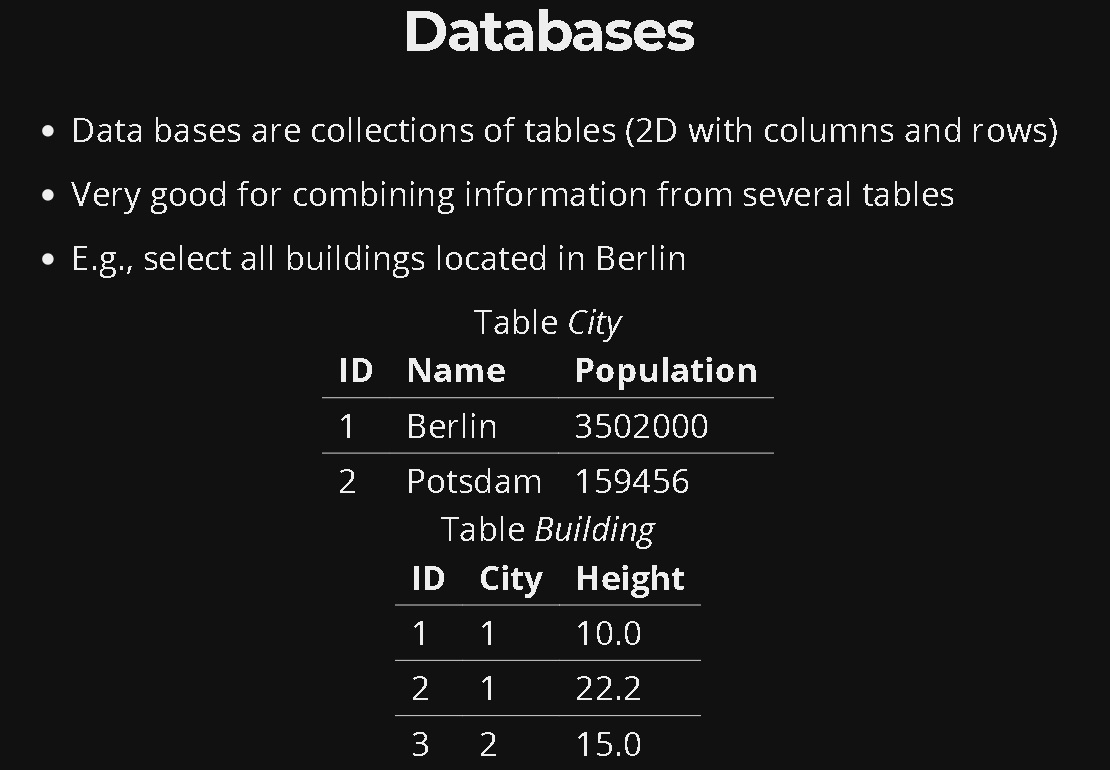 Databases
Data bases are collections of tables (2D with columns and rows)
Very good for combining information from several tables
E.g., select all buildings located in Berlin
Table City
ID Name Population
1 Berlin 3502000
2 Potsdam 159456
Table Building
ID City Height
1 1 10.0
2 1 22.2
3 2 15.0